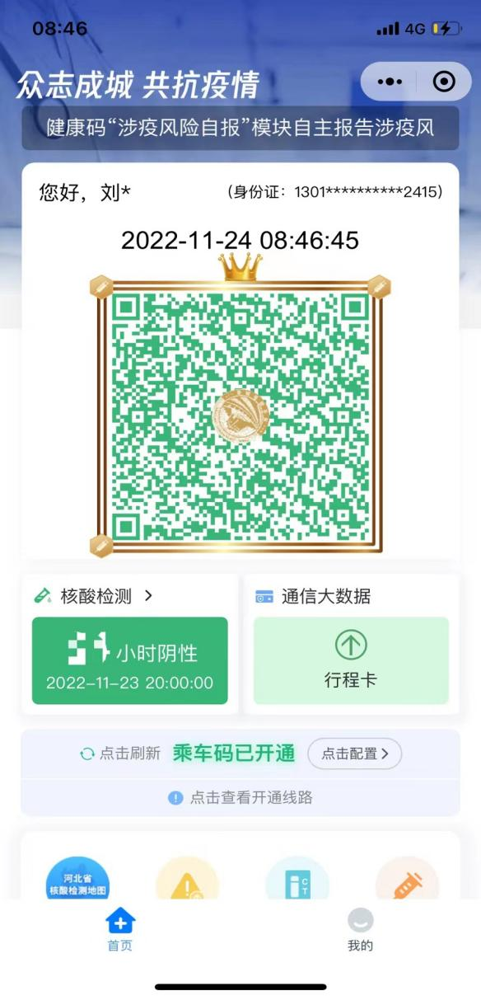 08:46
4G
众志成城 共抗疫情
健康码“涉疫风险自报”模块自主报告涉疫风
您好，刘*
（身份证：1301**********2415）
2022-11-24 08:46:45
核酸检测 >
通信大数据
小时阴性
2022-11-23 20:00:00
行程卡
点击刷新 乘车码已开通 点击配置 >
点击查看开通线路
河北省
核酸检测地图
CT
首页
我的